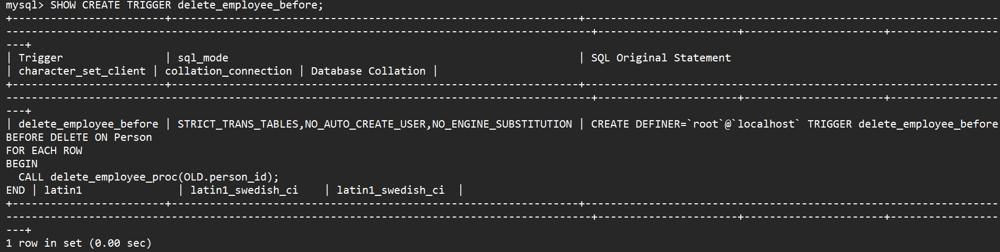 mysql> SHOW CREATE TRIGGER delete_employee_before;
+------------------------+----------------------------------------------------------------+-----------------------------------------------------------------
--------------------------------------------------------------------------------------------+----------------------+----------------------+-----------------
---+
| Trigger                | sql_mode                                                       | SQL Original Statement
| character_set_client | collation_connection | Database Collation |
+------------------------+----------------------------------------------------------------+-----------------------------------------------------------------
--------------------------------------------------------------------------------------------+----------------------+----------------------+-----------------
---+
| delete_employee_before | STRICT_TRANS_TABLES,NO_AUTO_CREATE_USER,NO_ENGINE_SUBSTITUTION | CREATE DEFINER=`root`@`localhost` TRIGGER delete_employee_before
BEFORE DELETE ON Person
FOR EACH ROW
BEGIN
  CALL delete_employee_proc(OLD.person_id);
END | latin1               | latin1_swedish_ci    | latin1_swedish_ci  |
+------------------------+----------------------------------------------------------------+-----------------------------------------------------------------
--------------------------------------------------------------------------------------------+----------------------+----------------------+-----------------
---+
1 row in set (0.00 sec)